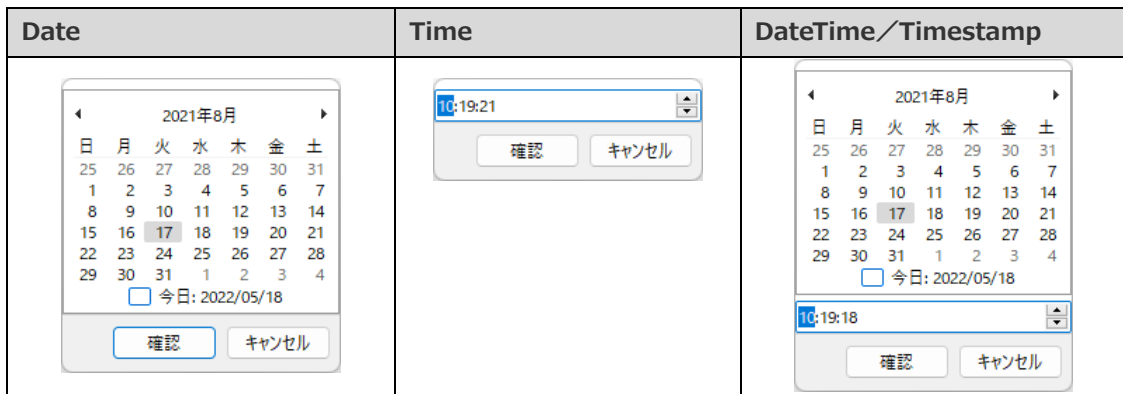 Date
Time
DateTime／Timestamp
2021年8月
日 月 火 水 木 金 土
25 26 27 28 29 30 31
1 2 3 4 5 6 7
8 9 10 11 12 13 14
15 16 17 18 19 20 21
22 23 24 25 26 27 28
29 30 31 1 2 3 4
今日: 2022/05/18
確認 キャンセル
10:19:21
確認 キャンセル
2021年8月
日 月 火 水 木 金 土
25 26 27 28 29 30 31
1 2 3 4 5 6 7
8 9 10 11 12 13 14
15 16 17 18 19 20 21
22 23 24 25 26 27 28
29 30 31 1 2 3 4
今日: 2022/05/18
10:19:18
確認 キャンセル